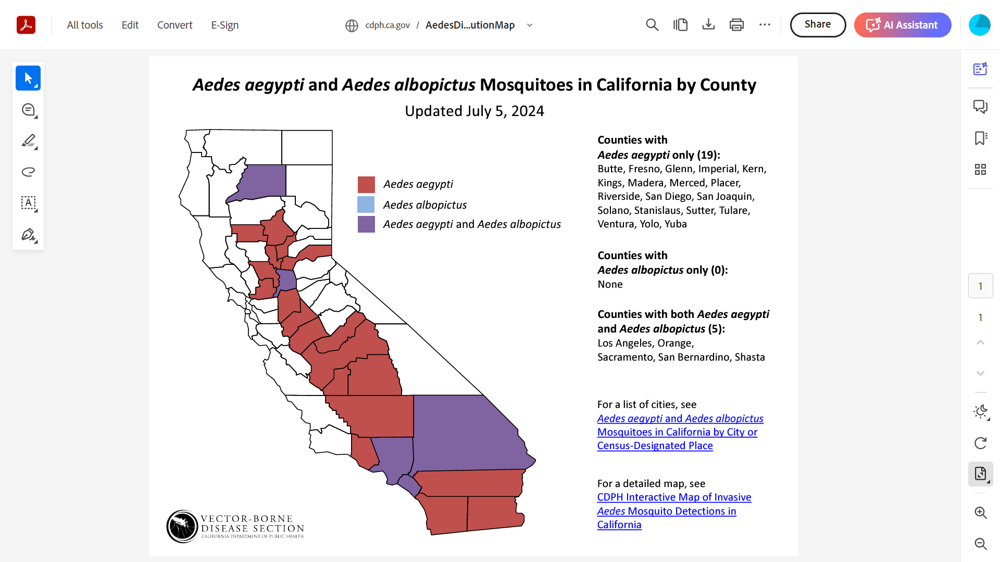 All tools
Edit
Convert
E-Sign
cdph.ca.gov / AedesDi...utionMap
Share
AI Assistant
Aedes aegypti and Aedes albopictus Mosquitoes in California by County
Updated July 5, 2024
Aedes aegypti
Aedes albopictus
Aedes aegypti and Aedes albopictus
Counties with
Aedes aegypti only (19):
Butte, Fresno, Glenn, Imperial, Kern,
Kings, Madera, Merced, Placer,
Riverside, San Diego, San Joaquin,
Solano, Stanislaus, Sutter, Tulare,
Ventura, Yolo, Yuba
Counties with
Aedes albopictus only (0):
None
Counties with both Aedes aegypti
and Aedes albopictus (5):
Los Angeles, Orange,
Sacramento, San Bernardino, Shasta
For a list of cities, see
Aedes aegypti and Aedes albopictus
Mosquitoes in California by City or
Census-Designated Place
For a detailed map, see
CDPH Interactive Map of Invasive
Aedes Mosquito Detections in
California
VECTOR-BORNE
DISEASE SECTION
CALIFORNIA DEPARTMENT OF PUBLIC HEALTH
A
1
1